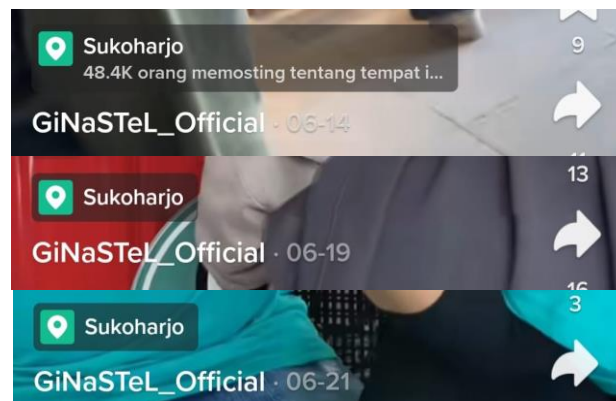 Sukoharjo
9
48.4K orang memosting tentang tempat i...
GiNaSTeL_Official · 06-14
Sukoharjo
13
GiNaSTeL_Official · 06-19
Sukoharjo
3
GiNaSTeL_Official · 06-21